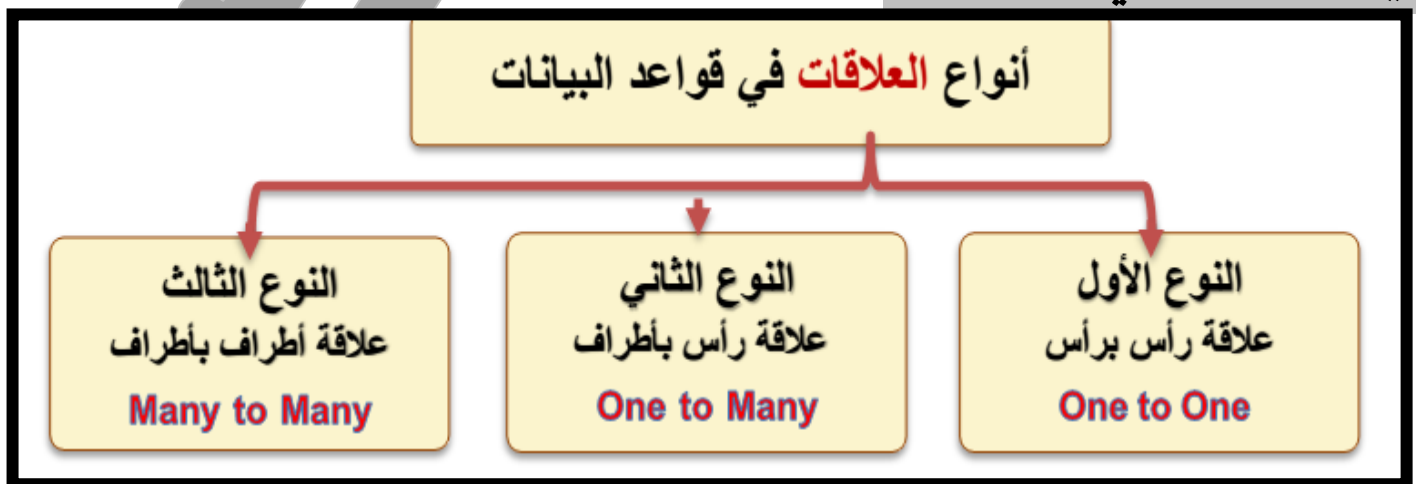 أنواع العلاقات في قواعد البيانات
النوع الأول
علاقة رأس برأس
One to One
النوع الثاني
علاقة رأس بأطراف
One to Many
النوع الثالث
علاقة أطراف بأطراف
Many to Many